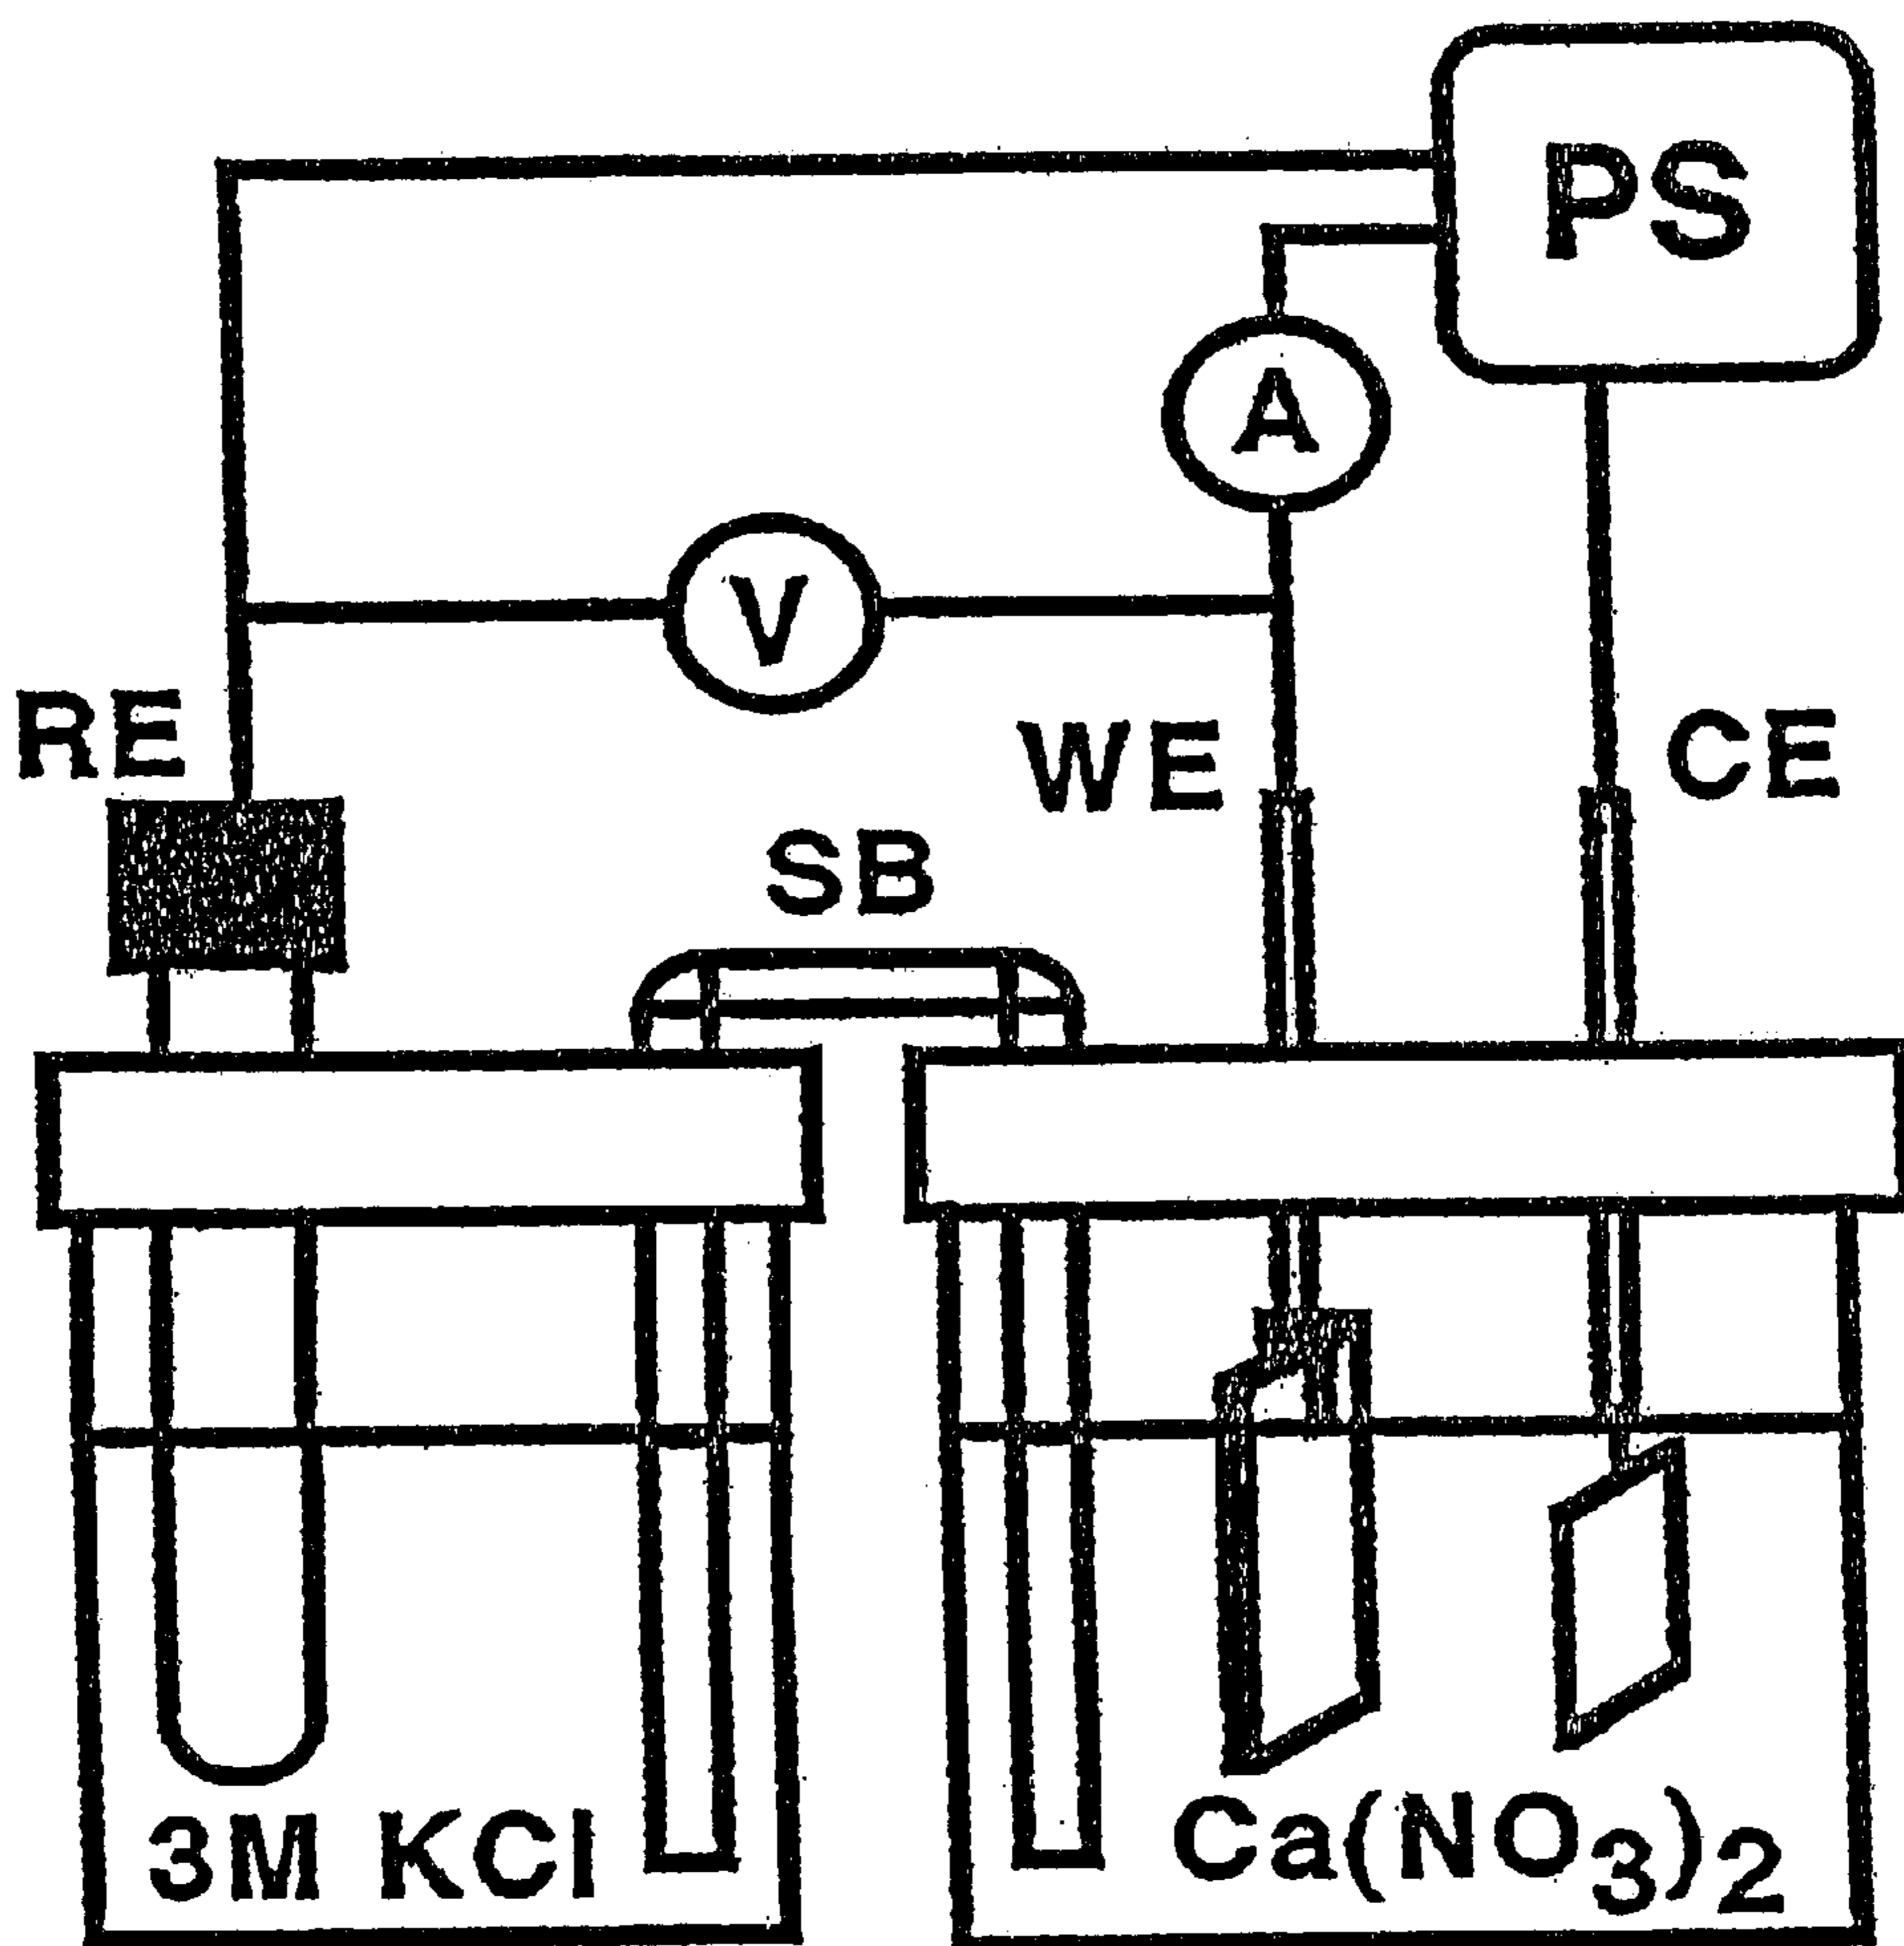 PS
A
V
RE
WE
CE
SB
3M KCl
Ca(NO3)2